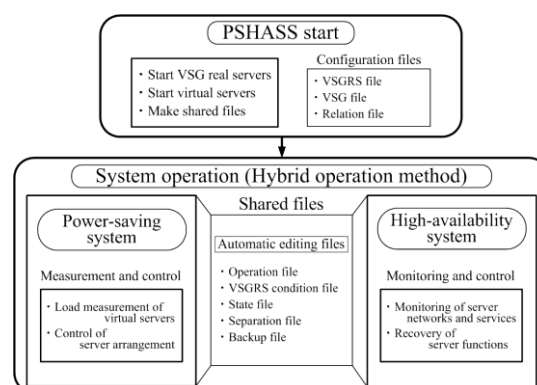 PSHASS start
・Start VSG real servers
・Start virtual servers
・Make shared files
Configuration files
・VSGRS file
・VSG file
・Relation file
System operation (Hybrid operation method)
Power-saving
system
Measurement and control
・Load measurement of
virtual servers
・Control of
server arrangement
Shared files
Automatic editing files
・Operation file
・VSGRS condition file
・State file
・Separation file
・Backup file
High-availability
system
Monitoring and control
・Monitoring of server
networks and services
・Recovery of
server functions